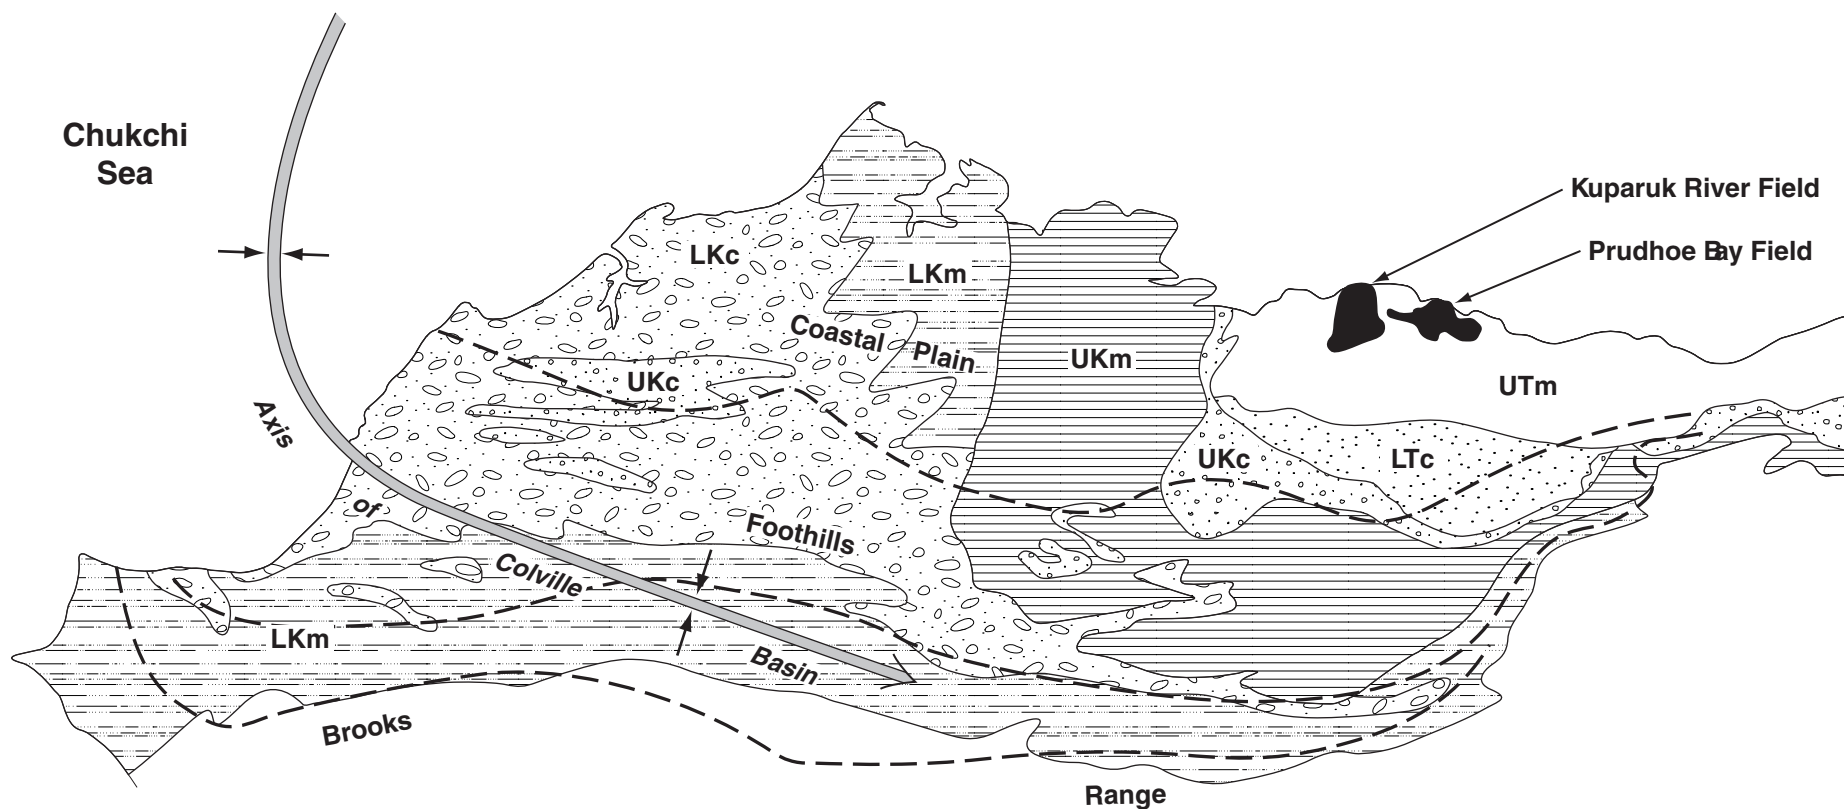 Chukchi
Sea
Kuparuk River Field
Prudhoe Bay Field
LKc
LKm
Coastal Plain
UKm
UKc
UTm
Axis
of
Colville
Basin
UKc
LTc
Foothills
LKm
Brooks
Range